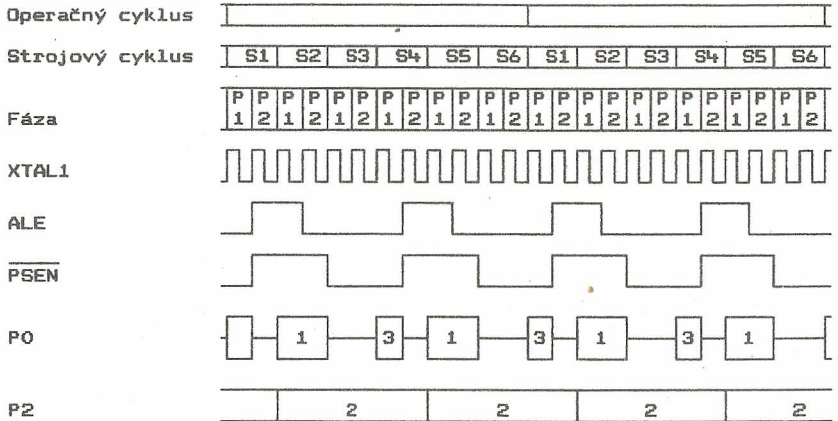 Operačný cyklus
Strojový cyklus S1 S2 S3 S4 S5 S6 S1 S2 S3 S4 S5 S6
P P P P P P P P P P P P P P P P P P P P P P P P
Fáza 1 2 1 2 1 2 1 2 1 2 1 2 1 2 1 2 1 2 1 2 1 2 1 2
XTAL1
ALE
PSEN
P0 1 3 1 3 1 3 1
P2 2 2 2 2